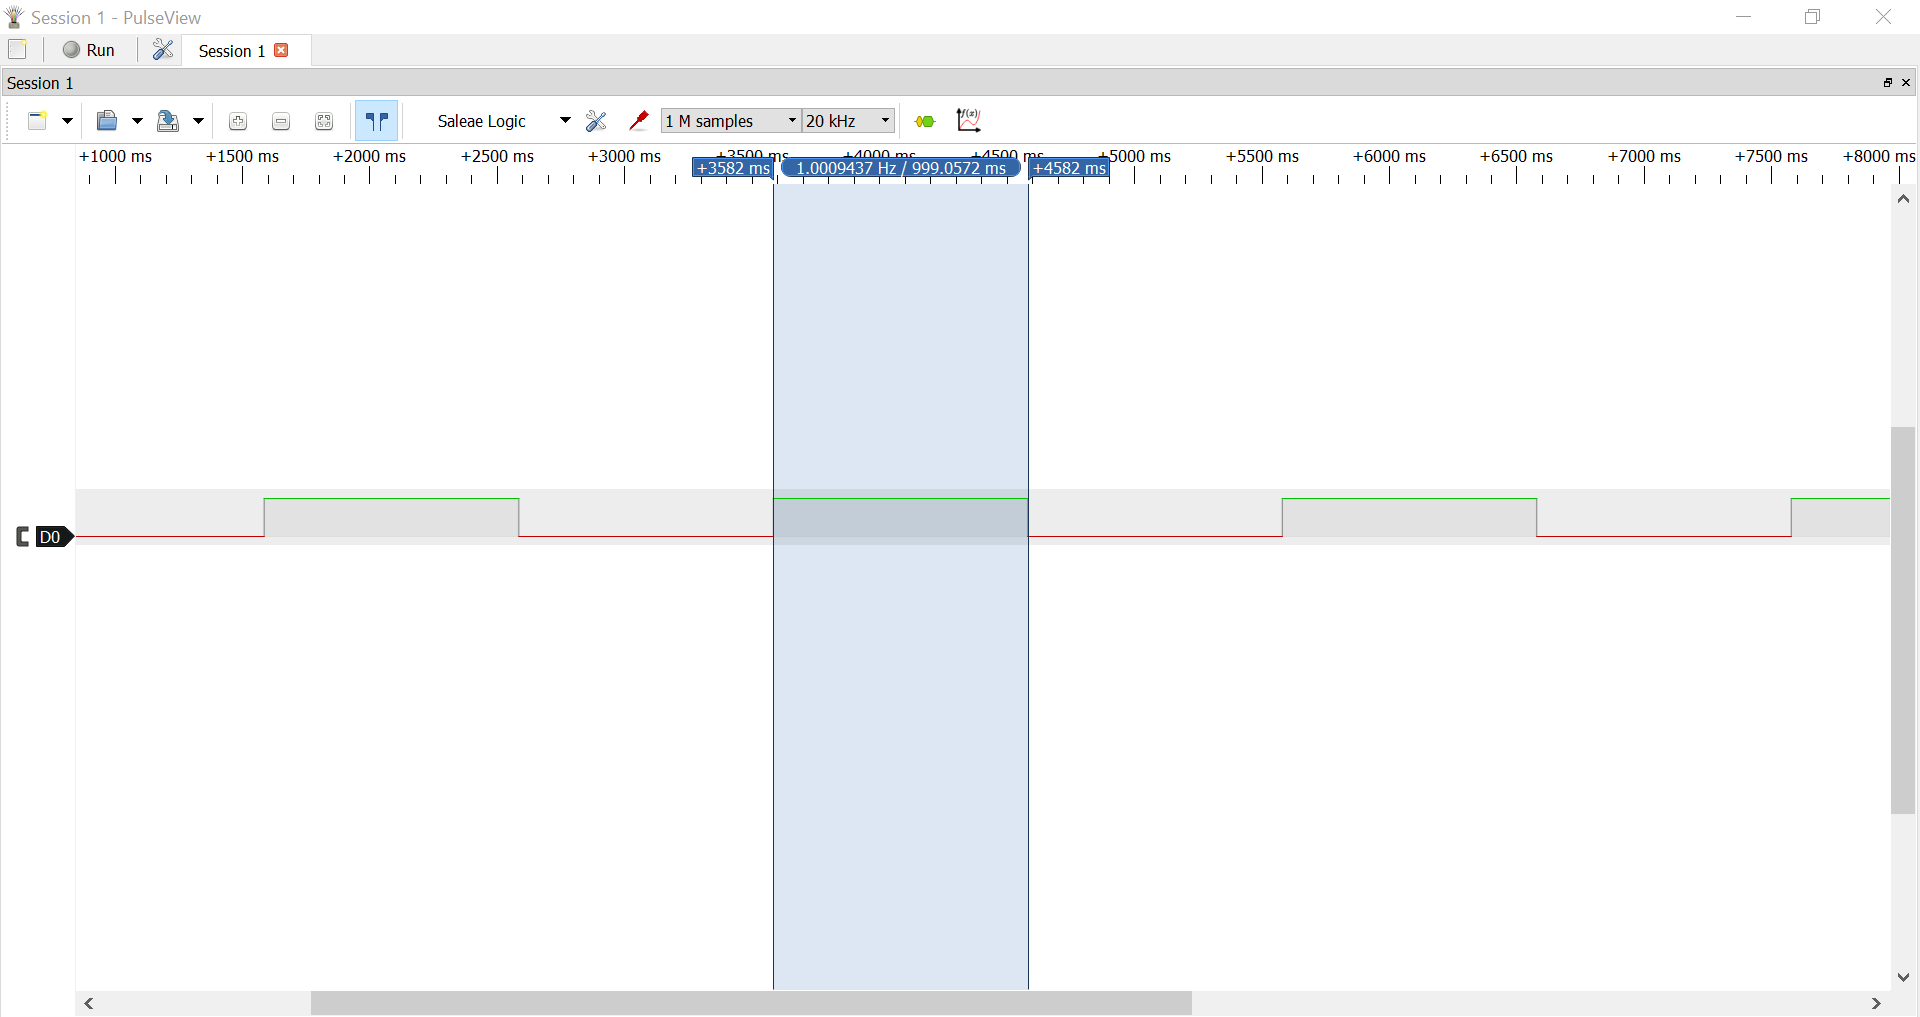 Session 1 - PulseView
Run
Session 1
Session 1
Saleae Logic
1 M samples
20 kHz
f(x)
+1000 ms +1500 ms +2000 ms +2500 ms +3000 ms +3500 ms +4000 ms +4500 ms +5000 ms +5500 ms +6000 ms +6500 ms +7000 ms +7500 ms +8000 ms
+3582 ms 1.0009437 Hz / 999.0572 ms +4582 ms
D0